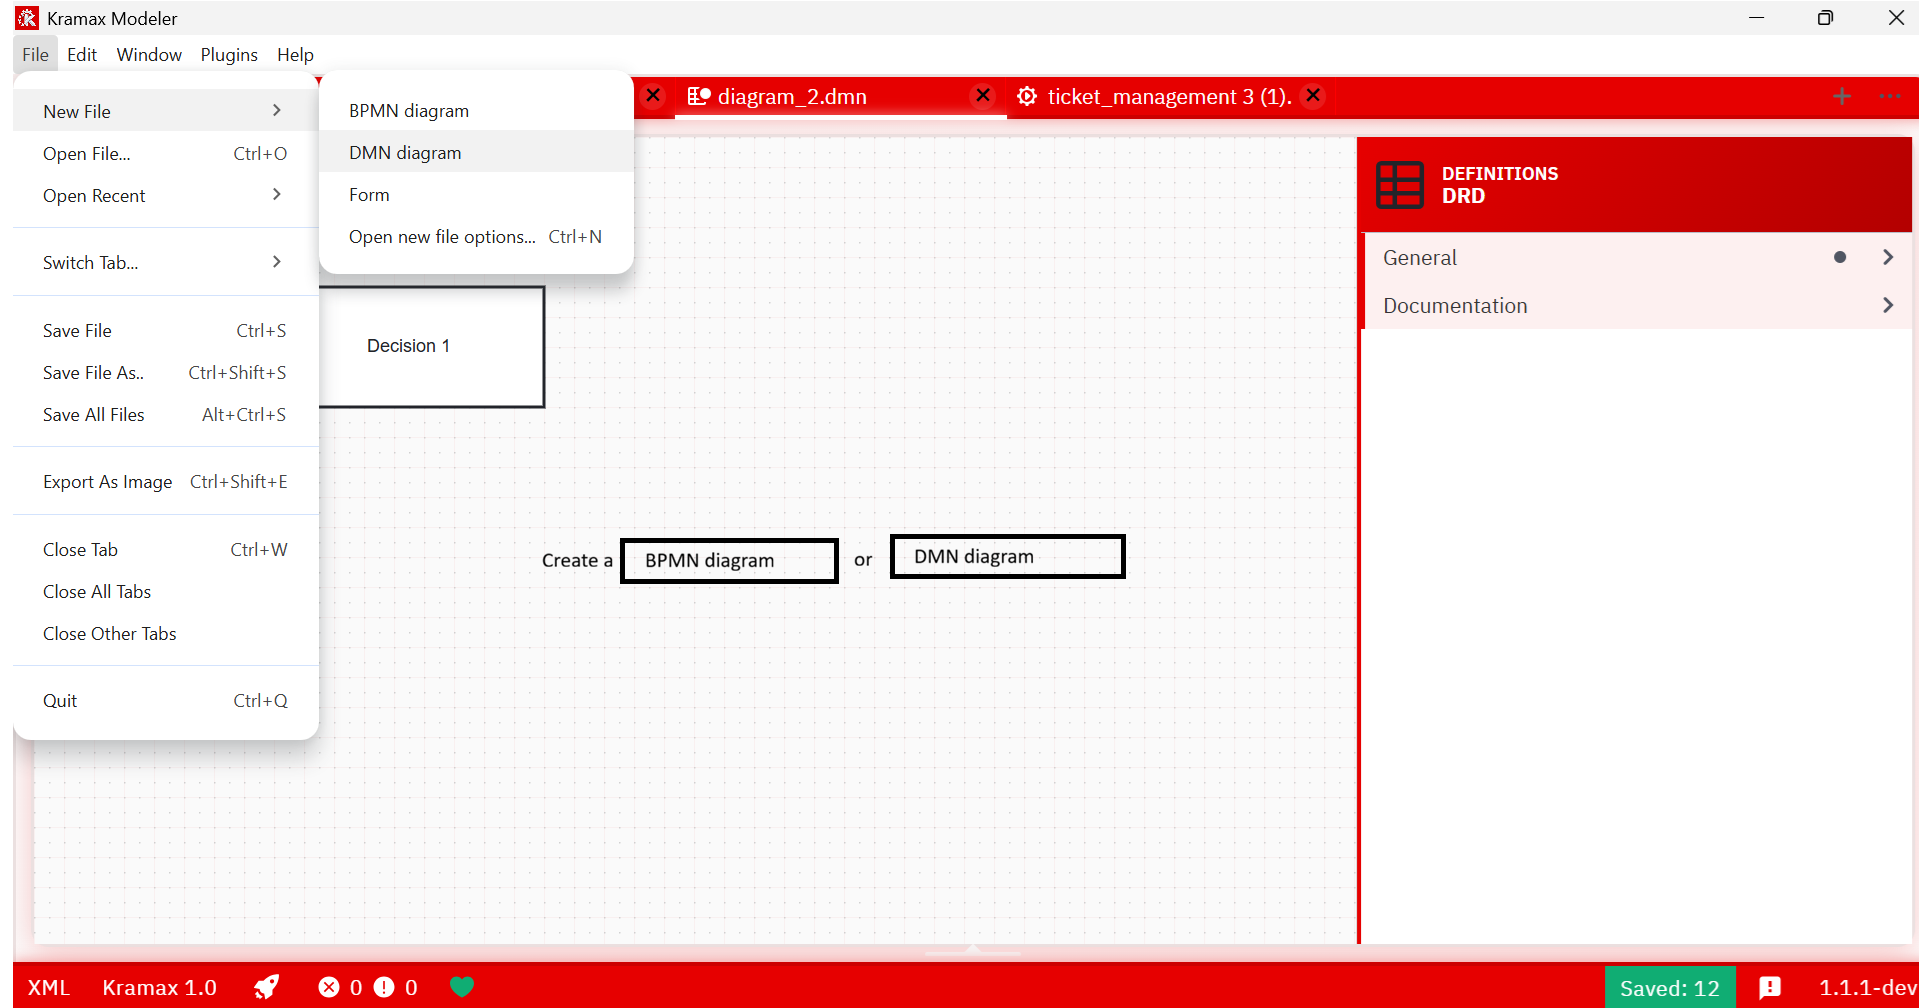 Kramax Modeler
File Edit Window Plugins Help
diagram_2.dmn ticket_management 3 (1).
New File
Open File... Ctrl+O
Open Recent
Switch Tab...
Save File Ctrl+S
Save File As.. Ctrl+Shift+S
Save All Files Alt+Ctrl+S
Export As Image Ctrl+Shift+E
Close Tab Ctrl+W
Close All Tabs
Close Other Tabs
Quit Ctrl+Q
BPMN diagram
DMN diagram
Form
Open new file options... Ctrl+N
Decision 1
Create a BPMN diagram or DMN diagram
DEFINITIONS
DRD
General
Documentation
XML Kramax 1.0 0 0 Saved: 12 1.1.1-dev